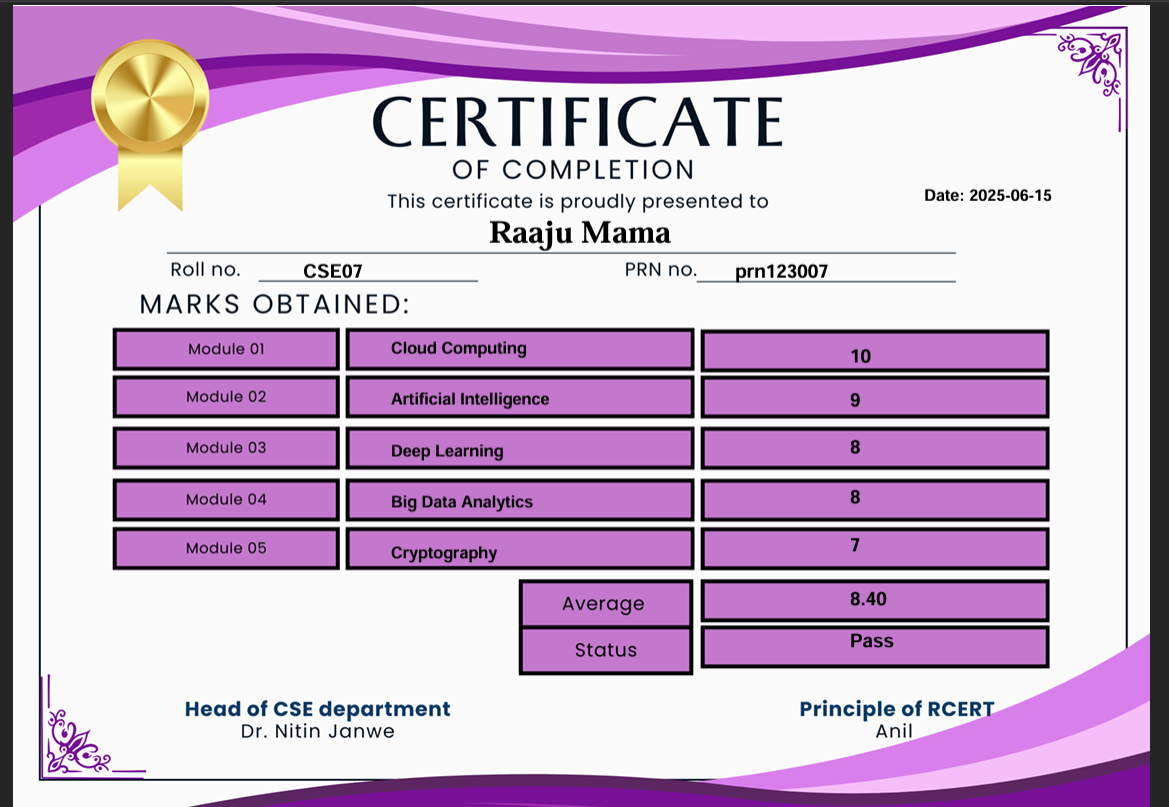 CERTIFICATE
OF COMPLETION
This certificate is proudly presented to
Date: 2025-06-15
Raaju Mama
Roll no. CSE07 PRN no. prn123007
MARKS OBTAINED:
Module 01 Cloud Computing 10
Module 02 Artificial Intelligence 9
Module 03 Deep Learning 8
Module 04 Big Data Analytics 8
Module 05 Cryptography 7
Average 8.40
Status Pass
Head of CSE department Principle of RCERT
Dr. Nitin Janwe Anil